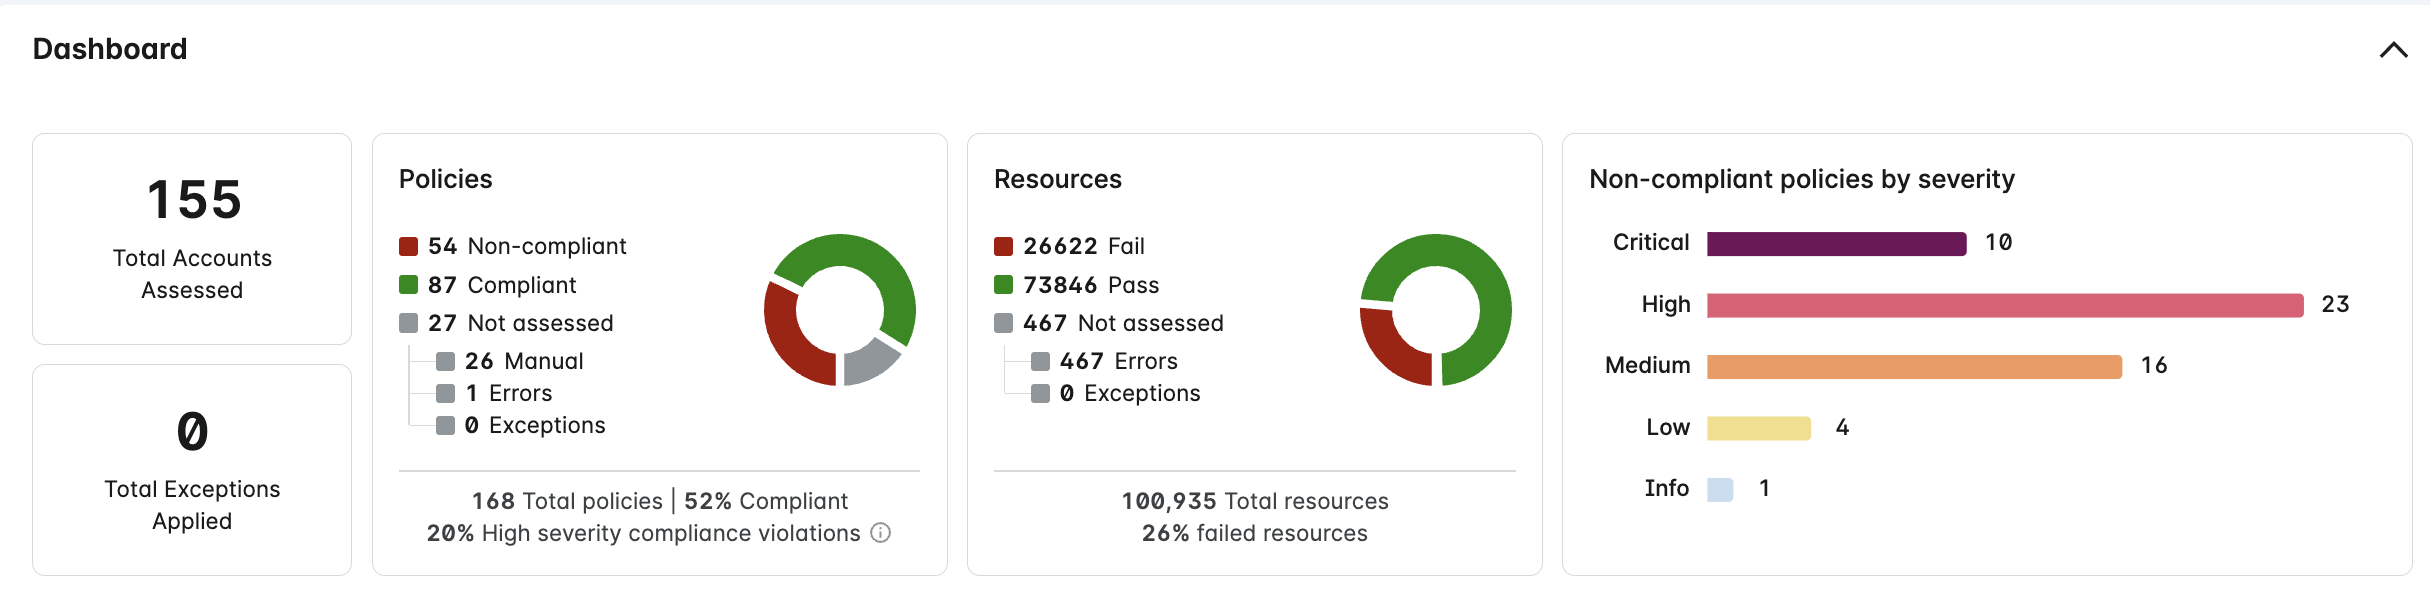 Dashboard
155
Total Accounts
Assessed
0
Total Exceptions
Applied
Policies
54 Non-compliant
87 Compliant
27 Not assessed
26 Manual
1 Errors
0 Exceptions
168 Total policies | 52% Compliant
20% High severity compliance violations
Resources
26622 Fail
73846 Pass
467 Not assessed
467 Errors
0 Exceptions
100,935 Total resources
26% failed resources
Non-compliant policies by severity
Critical 10
High 23
Medium 16
Low 4
Info 1